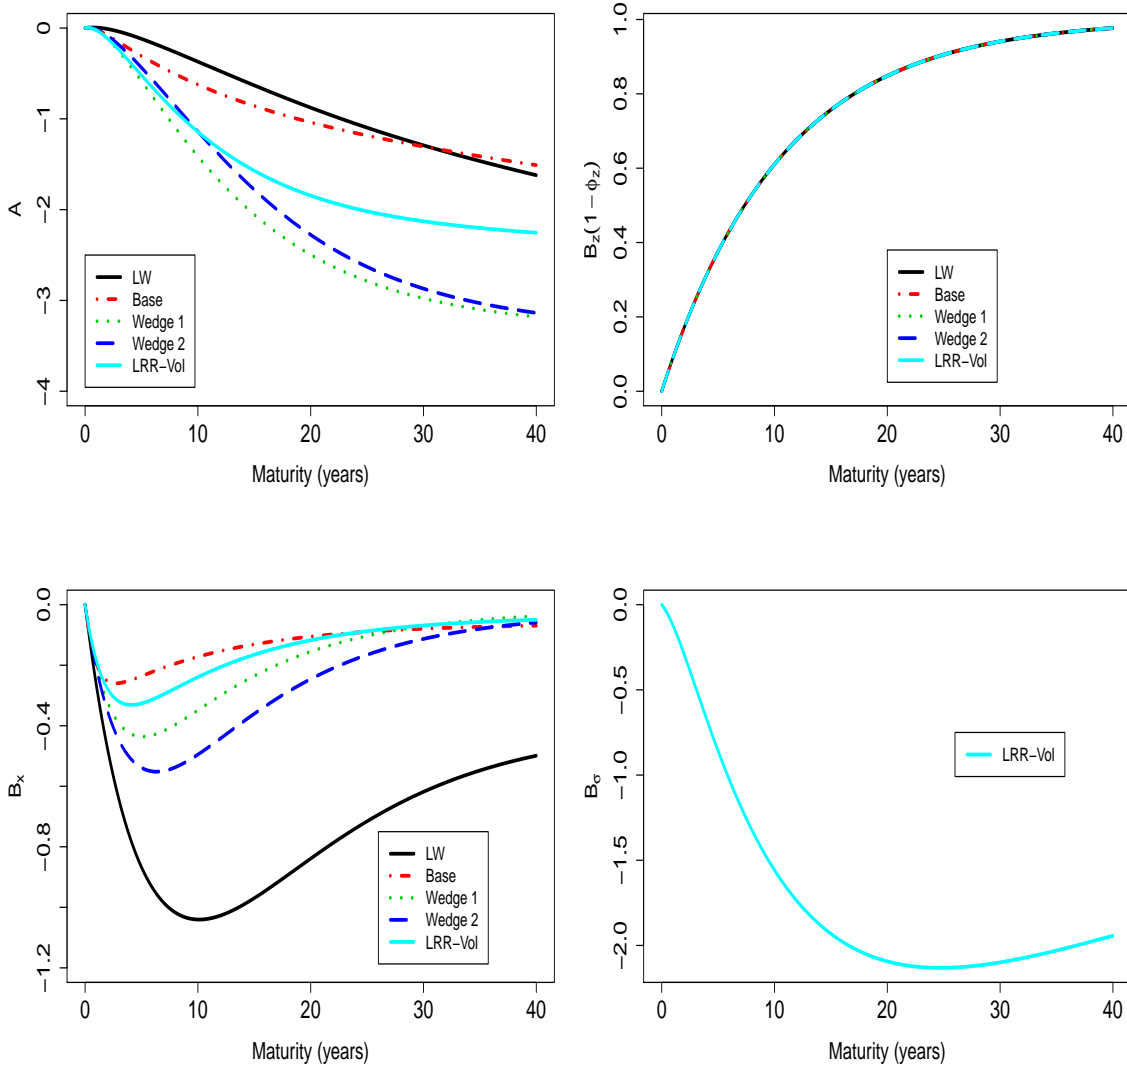 A
0
−1
−2
−3
−4
LW
Base
Wedge 1
Wedge 2
LRR−Vol
0 10 20 30 40
Maturity (years)
B_z(1 − ϕ_z)
1.0
0.8
0.6
0.4
0.2
0.0
LW
Base
Wedge 1
Wedge 2
LRR−Vol
0 10 20 30 40
Maturity (years)
B_x
0.0
−0.4
−0.8
−1.2
LW
Base
Wedge 1
Wedge 2
LRR−Vol
0 10 20 30 40
Maturity (years)
B_σ
0.0
−0.5
−1.0
−1.5
−2.0
LRR−Vol
0 10 20 30 40
Maturity (years)